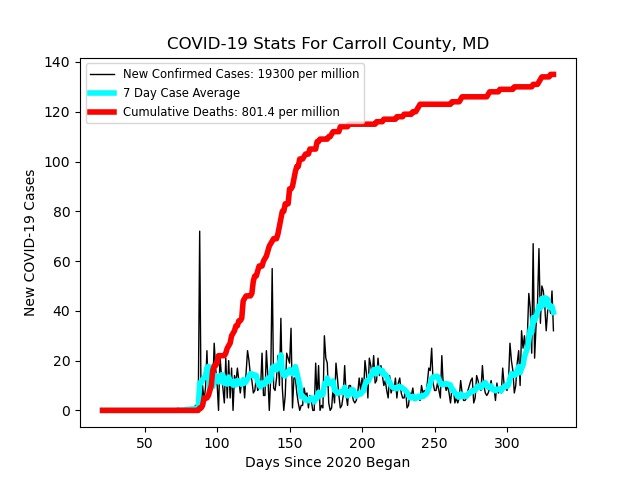 COVID-19 Stats For Carroll County, MD
New Confirmed Cases: 19300 per million
7 Day Case Average
Cumulative Deaths: 801.4 per million
140
120
100
80
60
40
20
0
New COVID-19 Cases
50 100 150 200 250 300
Days Since 2020 Began